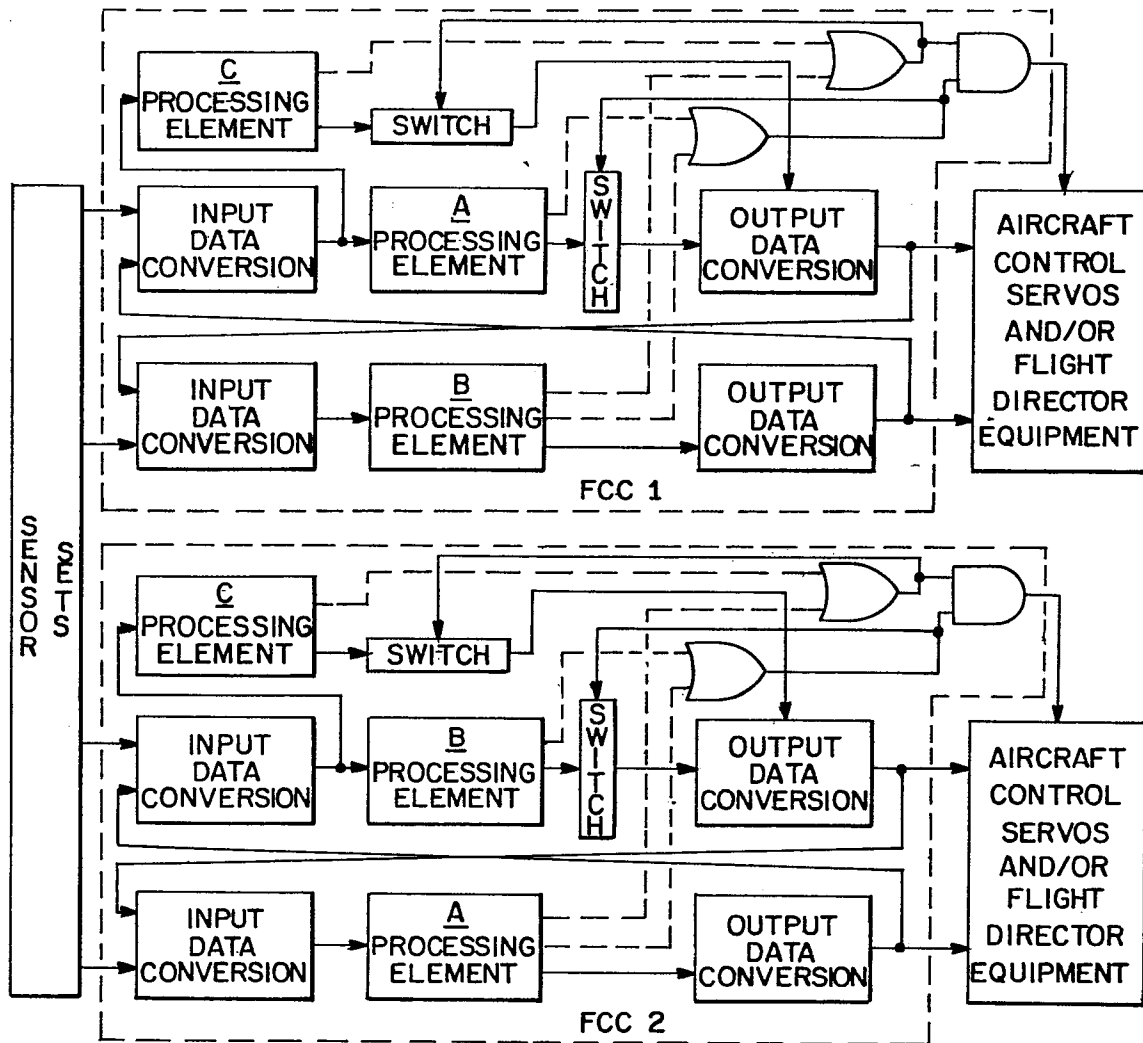 C
PROCESSING
ELEMENT
SWITCH
INPUT
DATA
CONVERSION
A
PROCESSING
ELEMENT
SWITCH
OUTPUT
DATA
CONVERSION
AIRCRAFT
CONTROL
SERVOS
AND/OR
FLIGHT
DIRECTOR
EQUIPMENT
INPUT
DATA
CONVERSION
B
PROCESSING
ELEMENT
OUTPUT
DATA
CONVERSION
FCC 1
SENSOR
SETS
C
PROCESSING
ELEMENT
SWITCH
INPUT
DATA
CONVERSION
B
PROCESSING
ELEMENT
SWITCH
OUTPUT
DATA
CONVERSION
AIRCRAFT
CONTROL
SERVOS
AND/OR
FLIGHT
DIRECTOR
EQUIPMENT
INPUT
DATA
CONVERSION
A
PROCESSING
ELEMENT
OUTPUT
DATA
CONVERSION
FCC 2